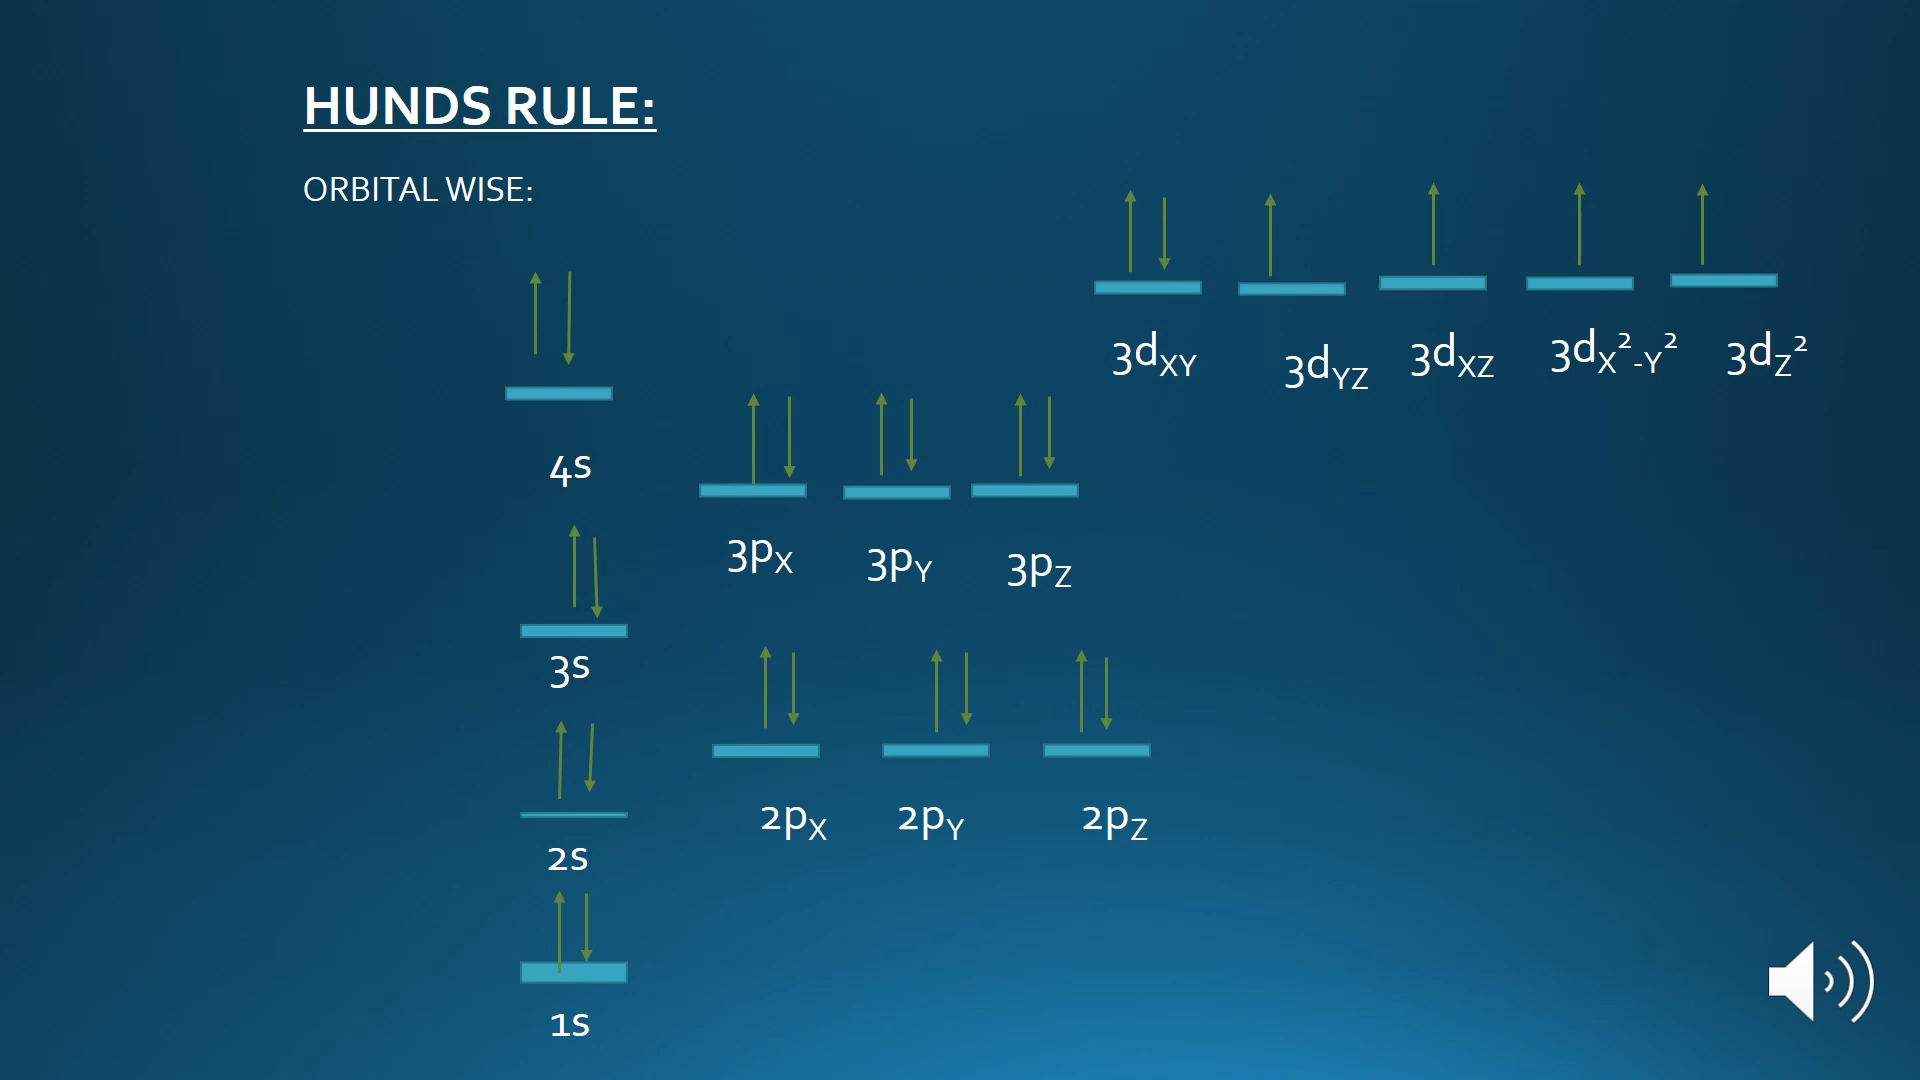 HUNDS RULE:
ORBITAL WISE:
3dXY 3dYZ 3dXZ 3dX²-Y² 3dZ²
4s
3pX 3pY 3pZ
3s
2pX 2pY 2pZ
2s
1s